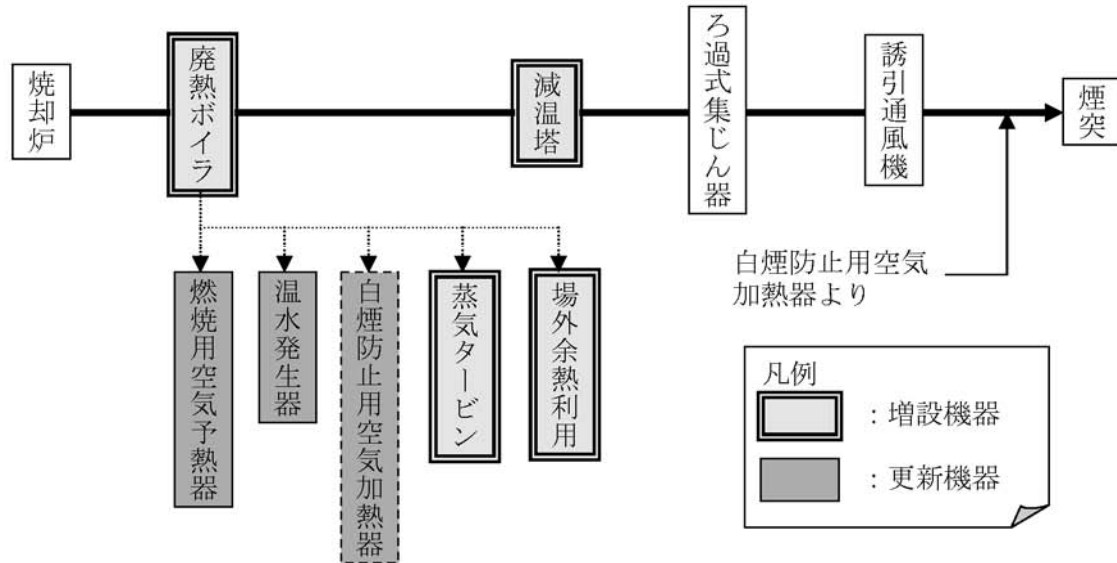 焼却炉
廃熱ボイラ
減温塔
ろ過式集じん器
誘引通風機
煙突
燃焼用空気予熱器
温水発生器
白煙防止用空気加熱器
蒸気タービン
場外余熱利用
白煙防止用空気
加熱器より
凡例
：増設機器
：更新機器